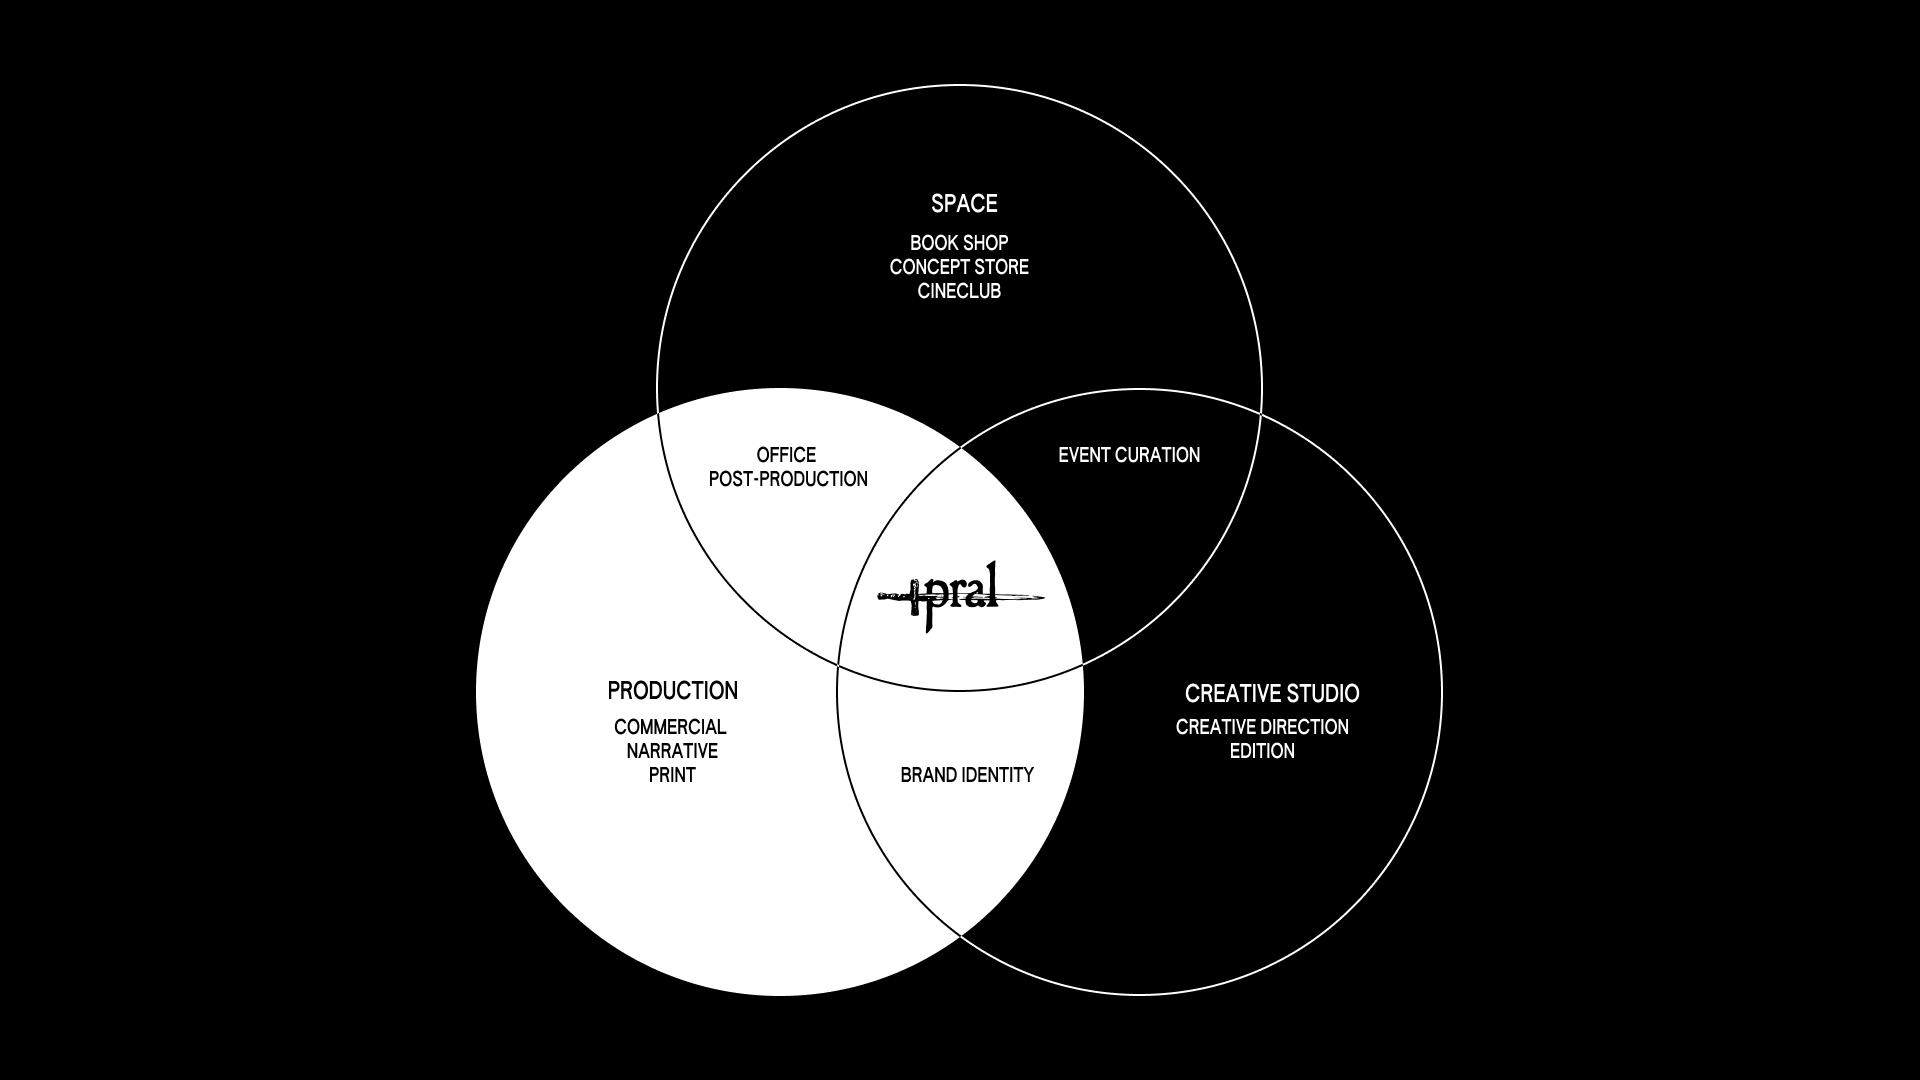 SPACE
BOOK SHOP
CONCEPT STORE
CINECLUB
OFFICE
POST-PRODUCTION
EVENT CURATION
pral
PRODUCTION
COMMERCIAL
NARRATIVE
PRINT
CREATIVE STUDIO
CREATIVE DIRECTION
EDITION
BRAND IDENTITY